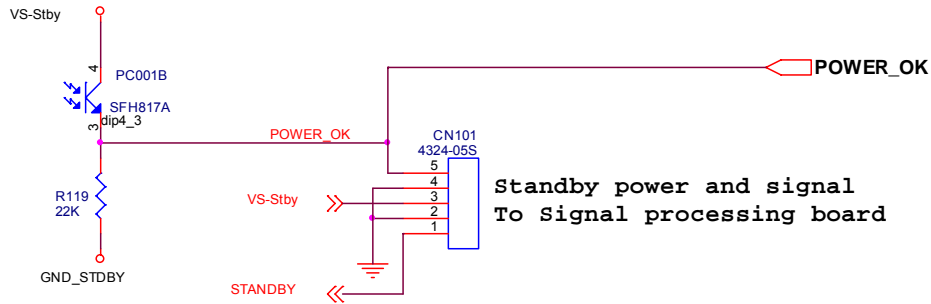 VS-Stby
4
PC001B
SFH817A
dip4_3
3
POWER_OK
POWER_OK
CN101
4324-05S
5
4
3
2
1
R119
22K
VS-Stby
Standby power and signal
To Signal processing board
GND_STDBY
STANDBY